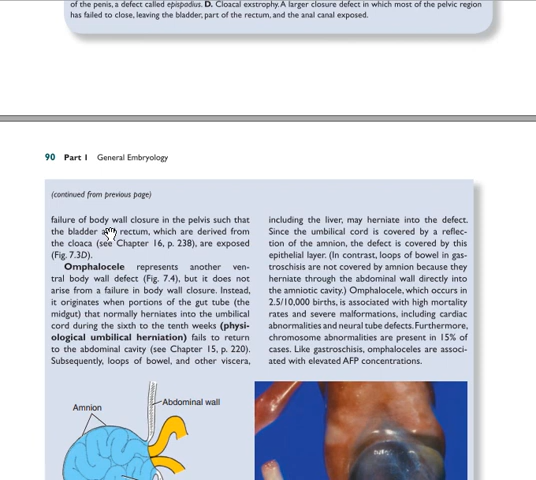 of the penis, a defect called epispadius. D. Cloacal exstrophy. A larger closure defect in which most of the pelvic region
has failed to close, leaving the bladder, part of the rectum, and the anal canal exposed.
90 Part I General Embryology
(continued from previous page)
failure of body wall closure in the pelvis such that
the bladder and rectum, which are derived from
the cloaca (see Chapter 16, p. 238), are exposed
(Fig. 7.3D).
Omphalocele represents another ven-
tral body wall defect (Fig. 7.4), but it does not
arise from a failure in body wall closure. Instead,
it originates when portions of the gut tube (the
midgut) that normally herniates into the umbilical
cord during the sixth to the tenth weeks (physi-
ological umbilical herniation) fails to return
to the abdominal cavity (see Chapter 15, p. 220).
Subsequently, loops of bowel, and other viscera,
including the liver, may herniate into the defect.
Since the umbilical cord is covered by a reflec-
tion of the amnion, the defect is covered by this
epithelial layer. (In contrast, loops of bowel in gas-
troschisis are not covered by amnion because they
herniate through the abdominal wall directly into
the amniotic cavity.) Omphalocele, which occurs in
2.5/10,000 births, is associated with high mortality
rates and severe malformations, including cardiac
abnormalities and neural tube defects. Furthermore,
chromosome abnormalities are present in 15% of
cases. Like gastroschisis, omphaloceles are associ-
ated with elevated AFP concentrations.
Amnion
Abdominal wall